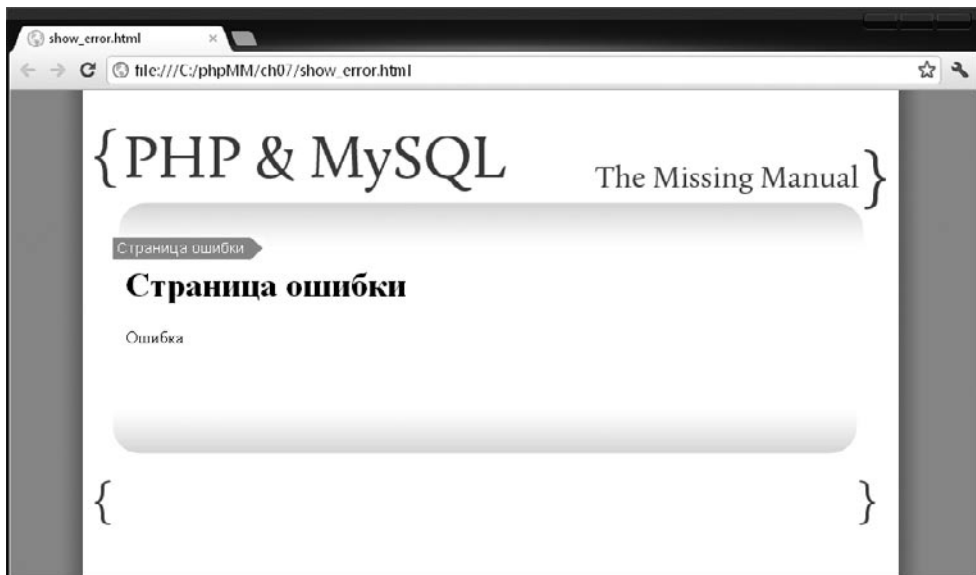 show_error.html
file:///C:/phpMM/ch07/show_error.html
{PHP & MySQL
The Missing Manual}
Страница ошибки
Страница ошибки
Ошибка
{ }